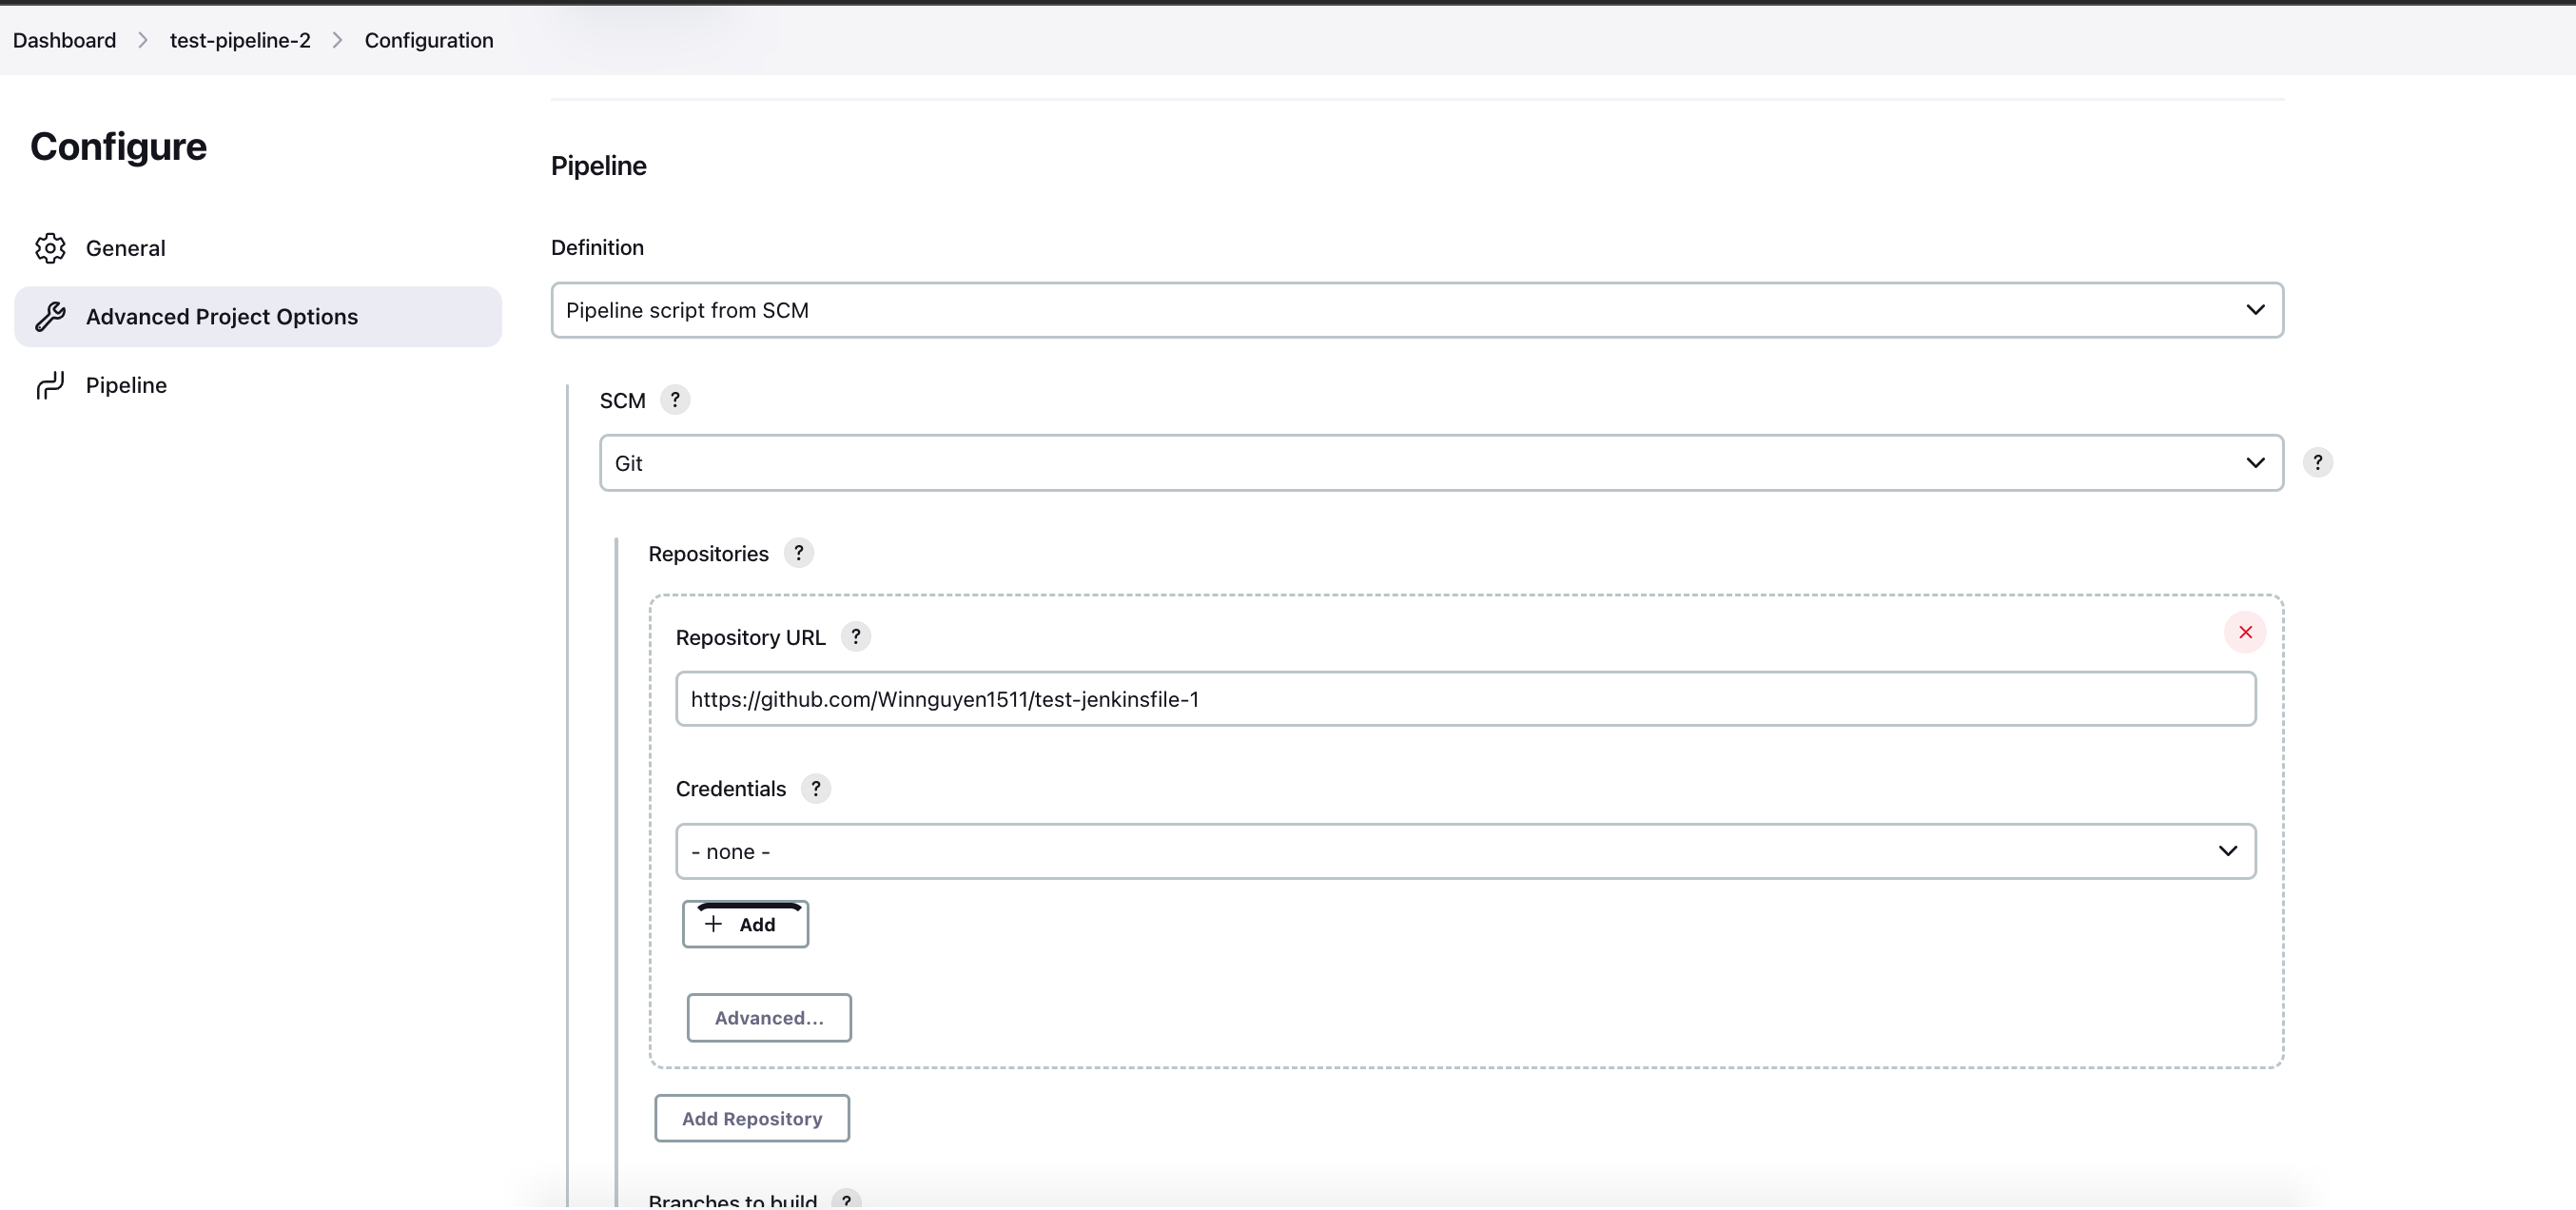 Dashboard > test-pipeline-2 > Configuration
Configure
General
Advanced Project Options
Pipeline
Pipeline
Definition
Pipeline script from SCM
SCM ?
Git
?
Repositories ?
Repository URL ?
https://github.com/Winnguyen1511/test-jenkinsfile-1
Credentials ?
- none -
+ Add
Advanced...
Add Repository
Branches to build ?